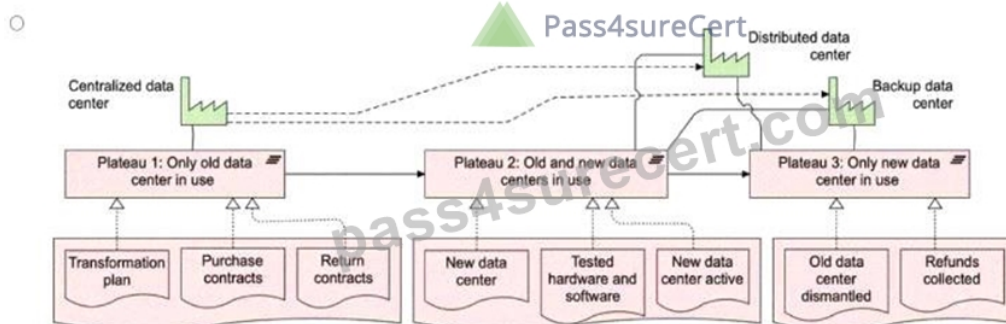 Pass4sureCert
Distributed data
center
Centralized data
center
Backup data
center
Plateau 1: Only old data
center in use
Plateau 2: Old and new data
centers in use
Plateau 3: Only new data
center in use
pass4surecert.com
Transformation
plan
Purchase
contracts
Return
contracts
New data
center
Tested
hardware and
software
New data
center active
Old data
center
dismantled
Refunds
collected